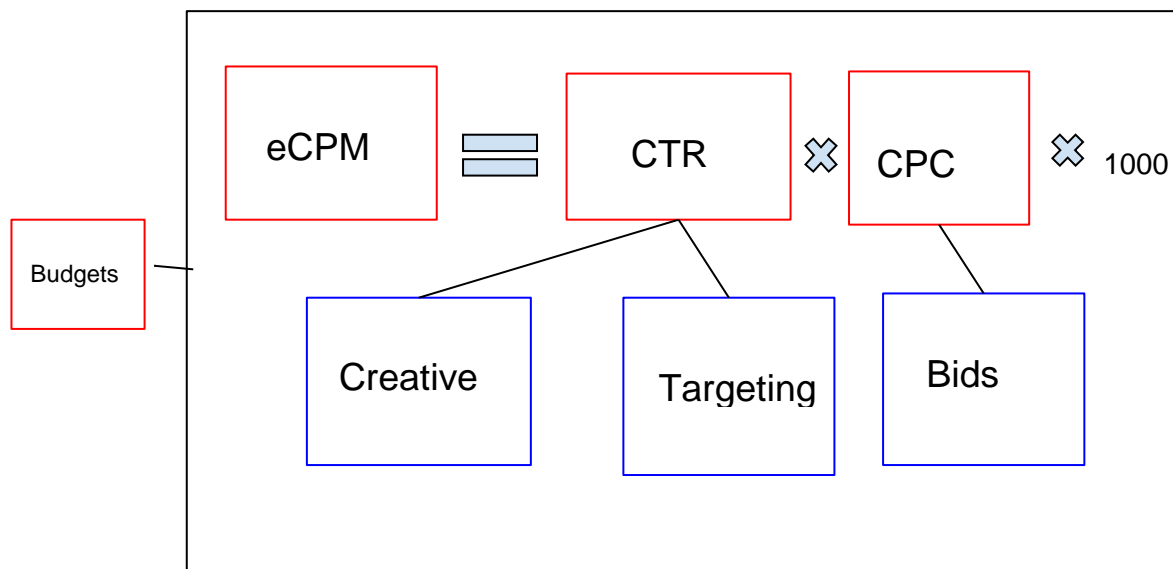 eCPM
CTR
CPC
1000
Budgets
Creative
Targeting
Bids